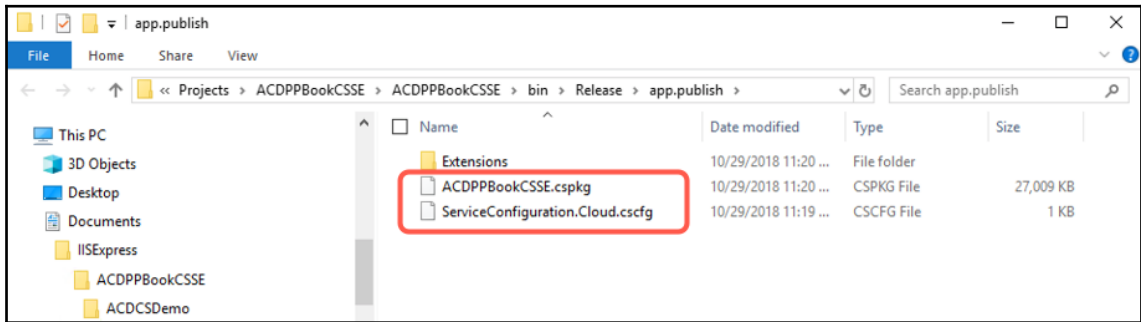 app.publish
File Home Share View
« Projects > ACDPPBookCSSE > ACDPPBookCSSE > bin > Release > app.publish > Search app.publish
This PC
3D Objects
Desktop
Documents
IISExpress
ACDPPBookCSSE
ACDCSDemo
Name Date modified Type Size
Extensions 10/29/2018 11:20 ... File folder
ACDPPBookCSSE.cspkg 10/29/2018 11:20 ... CSPKG File 27,009 KB
ServiceConfiguration.Cloud.cscfg 10/29/2018 11:19 ... CSCFG File 1 KB